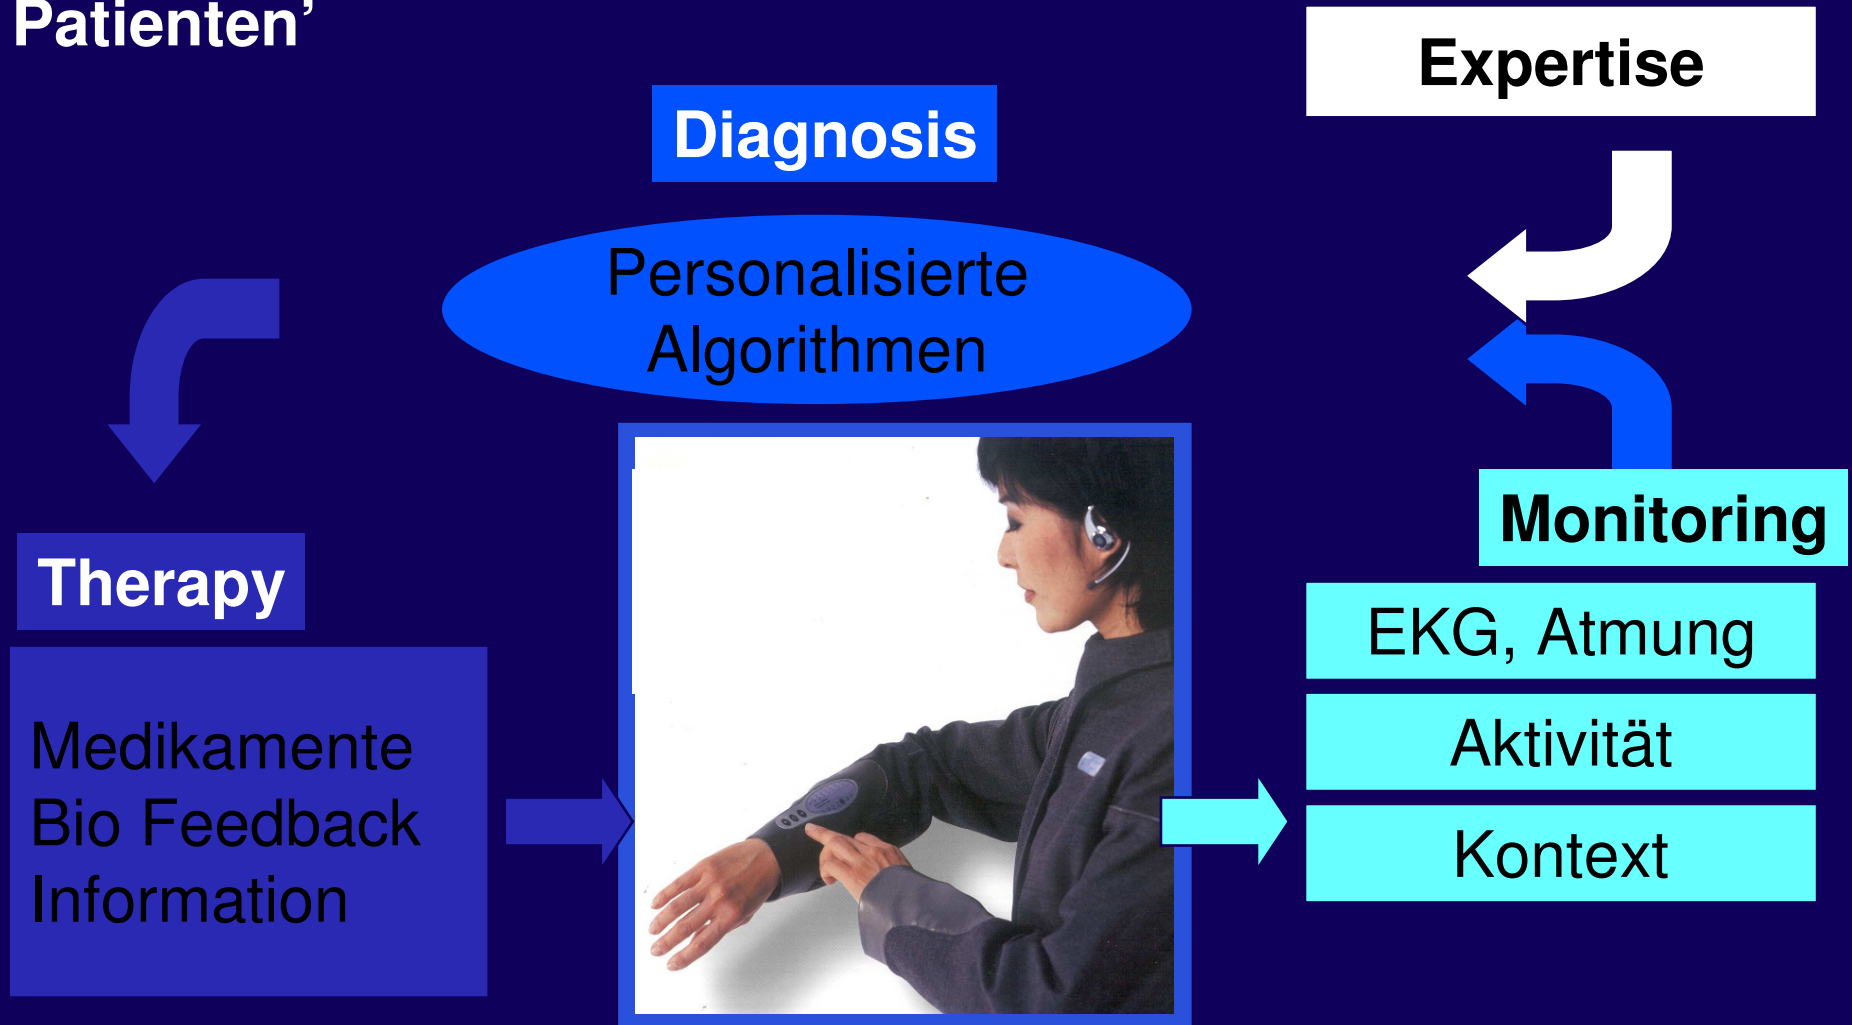 Patienten’
Expertise
Diagnosis
Personalisierte
Algorithmen
Monitoring
Therapy
EKG, Atmung
Medikamente
Bio Feedback
Information
Aktivität
Kontext